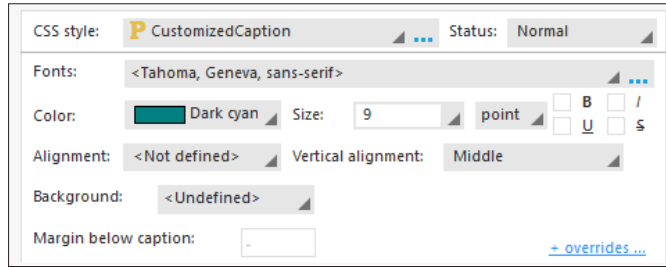 CSS style: P CustomizedCaption ... Status: Normal
Fonts: <Tahoma, Geneva, sans-serif> ...
Color: Dark cyan Size: 9 point B I
U S
Alignment: <Not defined> Vertical alignment: Middle
Background: <Undefined>
Margin below caption: -
+ overrides ...